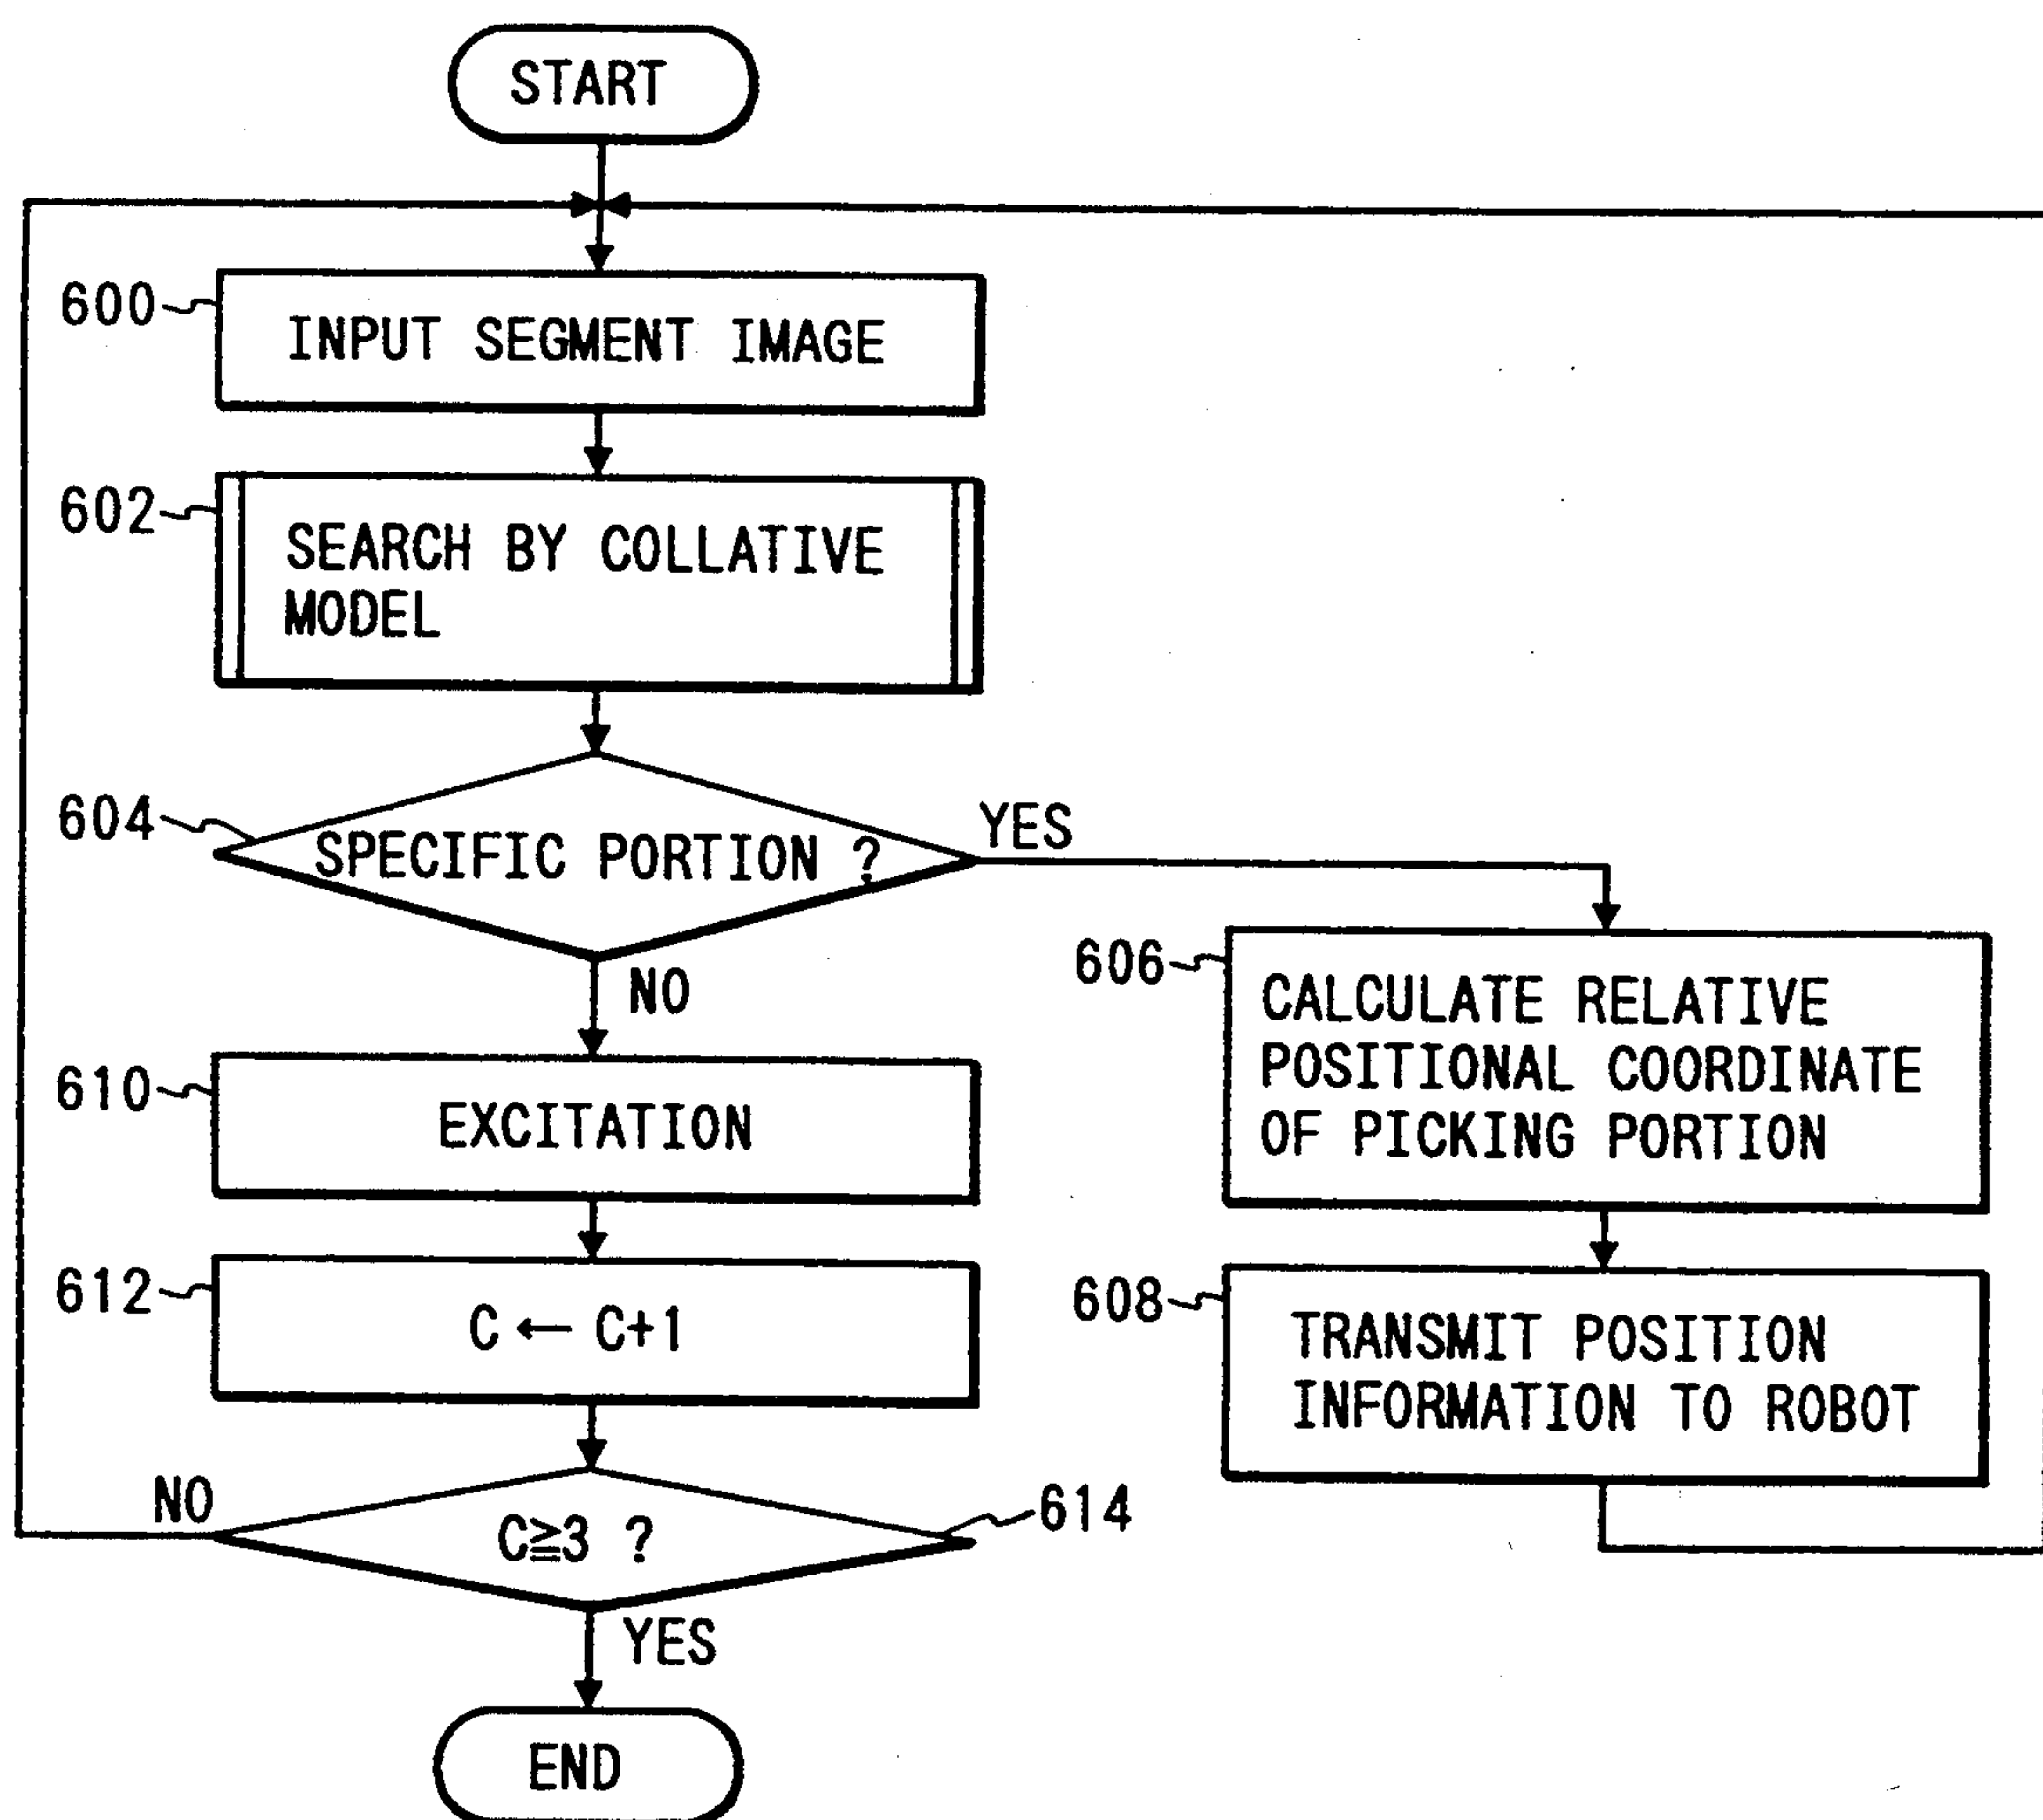 START
600
INPUT SEGMENT IMAGE
602
SEARCH BY COLLATIVE
MODEL
604
SPECIFIC PORTION ?
YES
NO
606
CALCULATE RELATIVE
POSITIONAL COORDINATE
OF PICKING PORTION
610
EXCITATION
612
C ← C+1
608
TRANSMIT POSITION
INFORMATION TO ROBOT
NO
C≧3 ?
614
YES
END